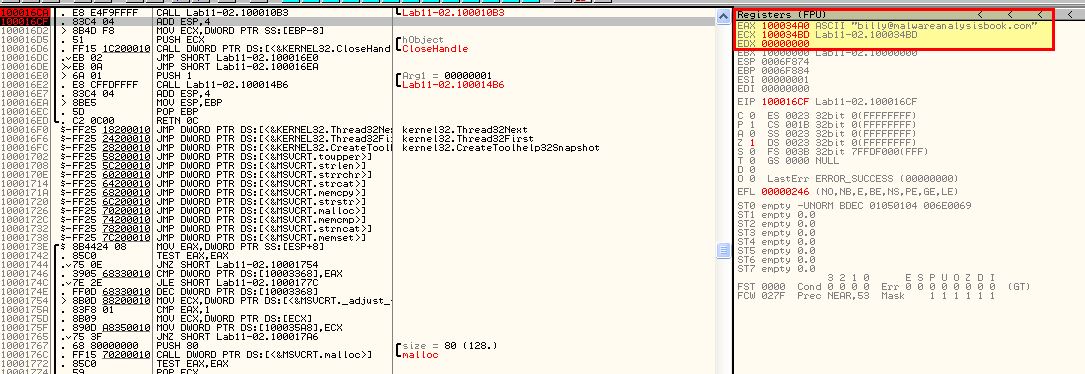 100016CA . E8 E4F9FFFF CALL Lab11-02.100010B3 Lab11-02.100010B3
100016CF . 83C4 04 ADD ESP,4
100016D2 > 8B4D F8 MOV ECX,DWORD PTR SS:[EBP-8]
100016D5 . 51 PUSH ECX hObject
100016D6 . FF15 1C200010 CALL DWORD PTR DS:[<&KERNEL32.CloseHand CloseHandle
100016DC .EB 02 JMP SHORT Lab11-02.100016E0
100016DE .EB 0A JMP SHORT Lab11-02.100016EA
100016E0 > 6A 01 PUSH 1 Arg1 = 00000001
100016E2 . E8 CFFDFFFF CALL Lab11-02.100014B6 Lab11-02.100014B6
100016E7 . 83C4 04 ADD ESP,4
100016EA > 8BE5 MOV ESP,EBP
100016EC . 5D POP EBP
100016ED . C2 0C00 RETN 0C
100016F0 $-FF25 18200010 JMP DWORD PTR DS:[<&KERNEL32.Thread32Ne kernel32.Thread32Next
100016F6 $-FF25 24200010 JMP DWORD PTR DS:[<&KERNEL32.Thread32Fi kernel32.Thread32First
100016FC $-FF25 28200010 JMP DWORD PTR DS:[<&KERNEL32.CreateTool kernel32.CreateToolhelp32Snapshot
10001702 $-FF25 58200010 JMP DWORD PTR DS:[<&MSVCRT.toupper>]
10001708 $-FF25 5C200010 JMP DWORD PTR DS:[<&MSVCRT.strlen>]
1000170E $-FF25 60200010 JMP DWORD PTR DS:[<&MSVCRT.strrchr>]
10001714 $-FF25 64200010 JMP DWORD PTR DS:[<&MSVCRT.strcat>]
1000171A $-FF25 68200010 JMP DWORD PTR DS:[<&MSVCRT.memcpy>]
10001720 $-FF25 6C200010 JMP DWORD PTR DS:[<&MSVCRT.strstr>]
10001726 $-FF25 70200010 JMP DWORD PTR DS:[<&MSVCRT.malloc>]
1000172C $-FF25 74200010 JMP DWORD PTR DS:[<&MSVCRT.memcmp>]
10001732 $-FF25 78200010 JMP DWORD PTR DS:[<&MSVCRT.strncat>]
10001738 $-FF25 7C200010 JMP DWORD PTR DS:[<&MSVCRT.memset>]
1000173E $ 8B4424 08 MOV EAX,DWORD PTR SS:[ESP+8]
10001742 . 85C0 TEST EAX,EAX
10001744 .75 0E JNZ SHORT Lab11-02.10001754
10001746 . 3905 68330010 CMP DWORD PTR DS:[10003368],EAX
1000174C .7E 2E JLE SHORT Lab11-02.1000177C
1000174E . FF0D 68330010 DEC DWORD PTR DS:[10003368]
10001754 > 8B0D 88200010 MOV ECX,DWORD PTR DS:[<&MSVCRT._adjust_
1000175A . 83F8 01 CMP EAX,1
1000175D . 8B09 MOV ECX,DWORD PTR DS:[ECX]
1000175F . 890D A8350010 MOV DWORD PTR DS:[100035A8],ECX
10001765 .75 3F JNZ SHORT Lab11-02.100017A6
10001767 . 68 80000000 PUSH 80 size = 80 (128.)
1000176C . FF15 70200010 CALL DWORD PTR DS:[<&MSVCRT.malloc>] malloc
10001772 . 85C0 TEST EAX,EAX
10001774 . 59 POP ECX
Registers (FPU) < < < <
EAX 100034A0 ASCII "billy@malwareanalysisbook.com"
ECX 100034BD Lab11-02.100034BD
EDX 00000000
EBX 10000000 Lab11-02.10000000
ESP 0006F874
EBP 0006F884
ESI 00000001
EDI 00000000
EIP 100016CF Lab11-02.100016CF
C 0 ES 0023 32bit 0(FFFFFFFF)
P 1 CS 001B 32bit 0(FFFFFFFF)
A 0 SS 0023 32bit 0(FFFFFFFF)
Z 1 DS 0023 32bit 0(FFFFFFFF)
S 0 FS 003B 32bit 7FFDF000(FFF)
T 0 GS 0000 NULL
D 0
O 0 LastErr ERROR_SUCCESS (00000000)
EFL 00000246 (NO,NB,E,BE,NS,PE,GE,LE)
ST0 empty -UNORM BDEC 01050104 006E0069
ST1 empty 0.0
ST2 empty 0.0
ST3 empty 0.0
ST4 empty 0.0
ST5 empty 0.0
ST6 empty 0.0
ST7 empty 0.0
3 2 1 0 E S P U O Z D I
FST 0000 Cond 0 0 0 0 Err 0 0 0 0 0 0 0 0 (GT)
FCW 027F Prec NEAR,53 Mask 1 1 1 1 1 1